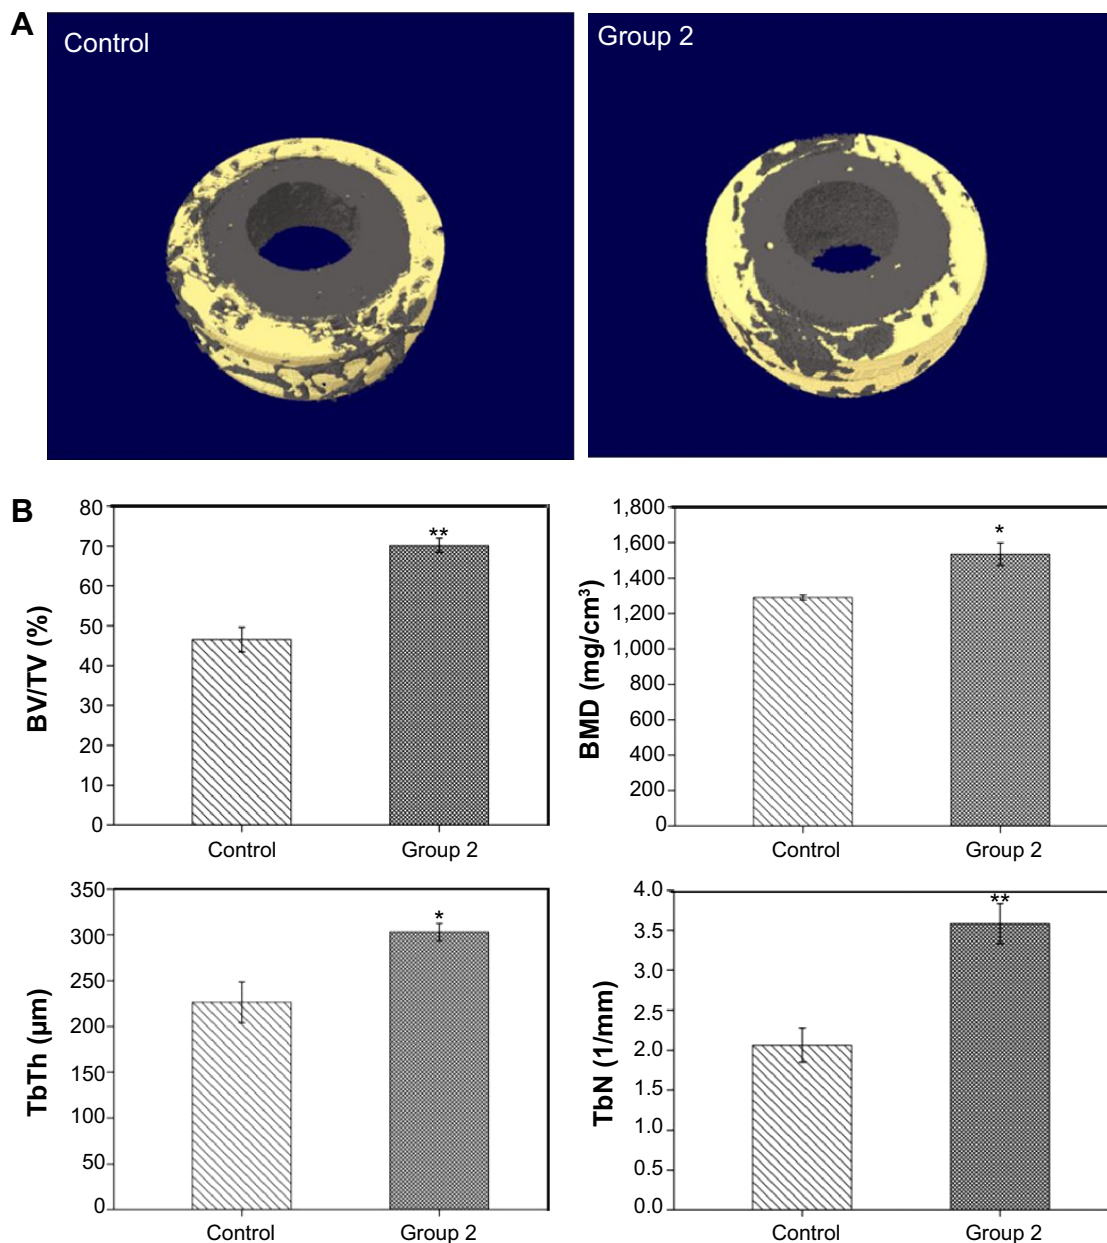 A
Control
Group 2
B
BV/TV (%)
80
70
60
50
40
30
20
10
0
**
Control
Group 2
BMD (mg/cm³)
1,800
1,600
1,400
1,200
1,000
800
600
400
200
0
*
Control
Group 2
TbTh (µm)
350
300
250
200
150
100
50
0
*
Control
Group 2
TbN (1/mm)
4.0
3.5
3.0
2.5
2.0
1.5
1.0
0.5
0.0
**
Control
Group 2